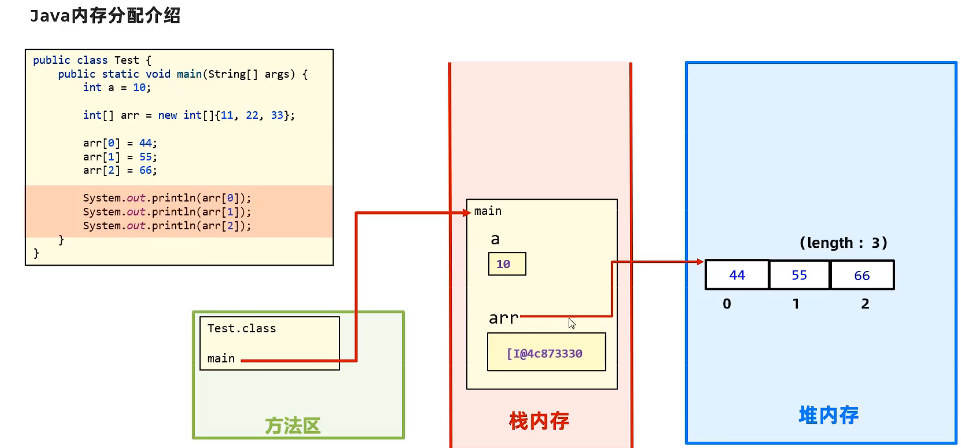 Java内存分配介绍
public class Test {
    public static void main(String[] args) {
        int a = 10;
        int[] arr = new int[]{11, 22, 33};
        arr[0] = 44;
        arr[1] = 55;
        arr[2] = 66;
        System.out.println(arr[0]);
        System.out.println(arr[1]);
        System.out.println(arr[2]);
    }
}
Test.class
main
方法区
main
a
10
arr
[I@4c873330
栈内存
(length : 3)
44 55 66
0 1 2
堆内存